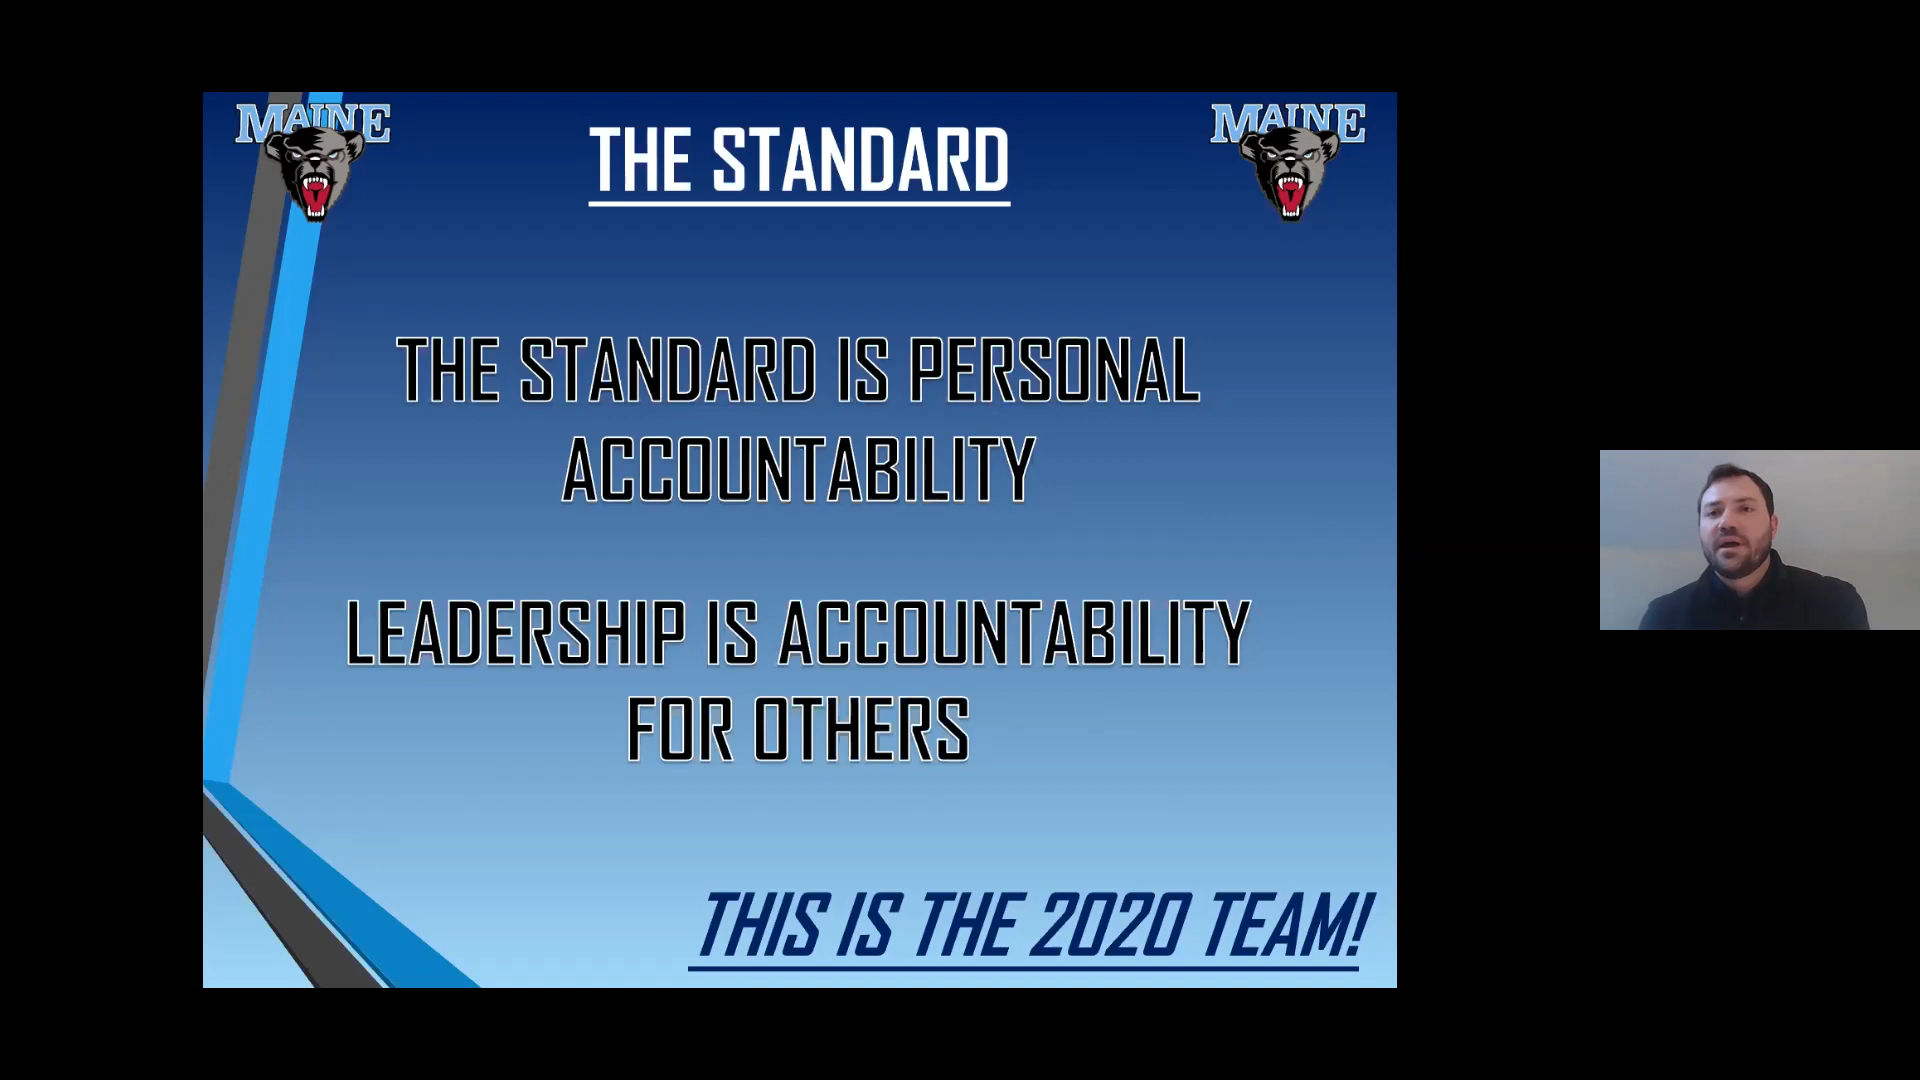 MAINE
MAINE
THE STANDARD
THE STANDARD IS PERSONAL
ACCOUNTABILITY
LEADERSHIP IS ACCOUNTABILITY
FOR OTHERS
THIS IS THE 2020 TEAM!